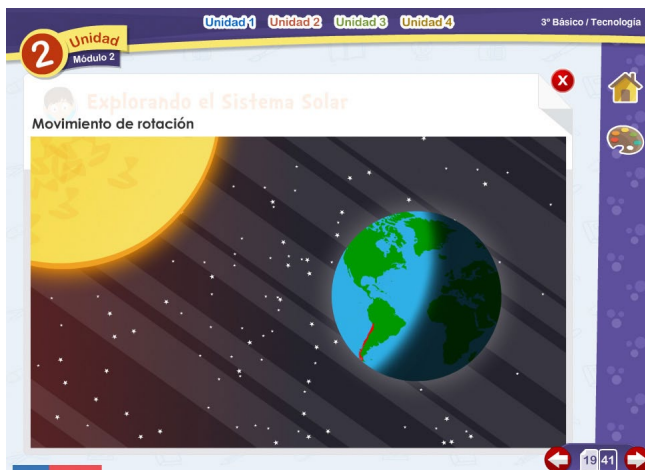 Unidad 1 Unidad 2 Unidad 3 Unidad 4
3º Básico / Tecnología
2 Unidad
Módulo 2
X
Explorando el Sistema Solar
Movimiento de rotación
19 41